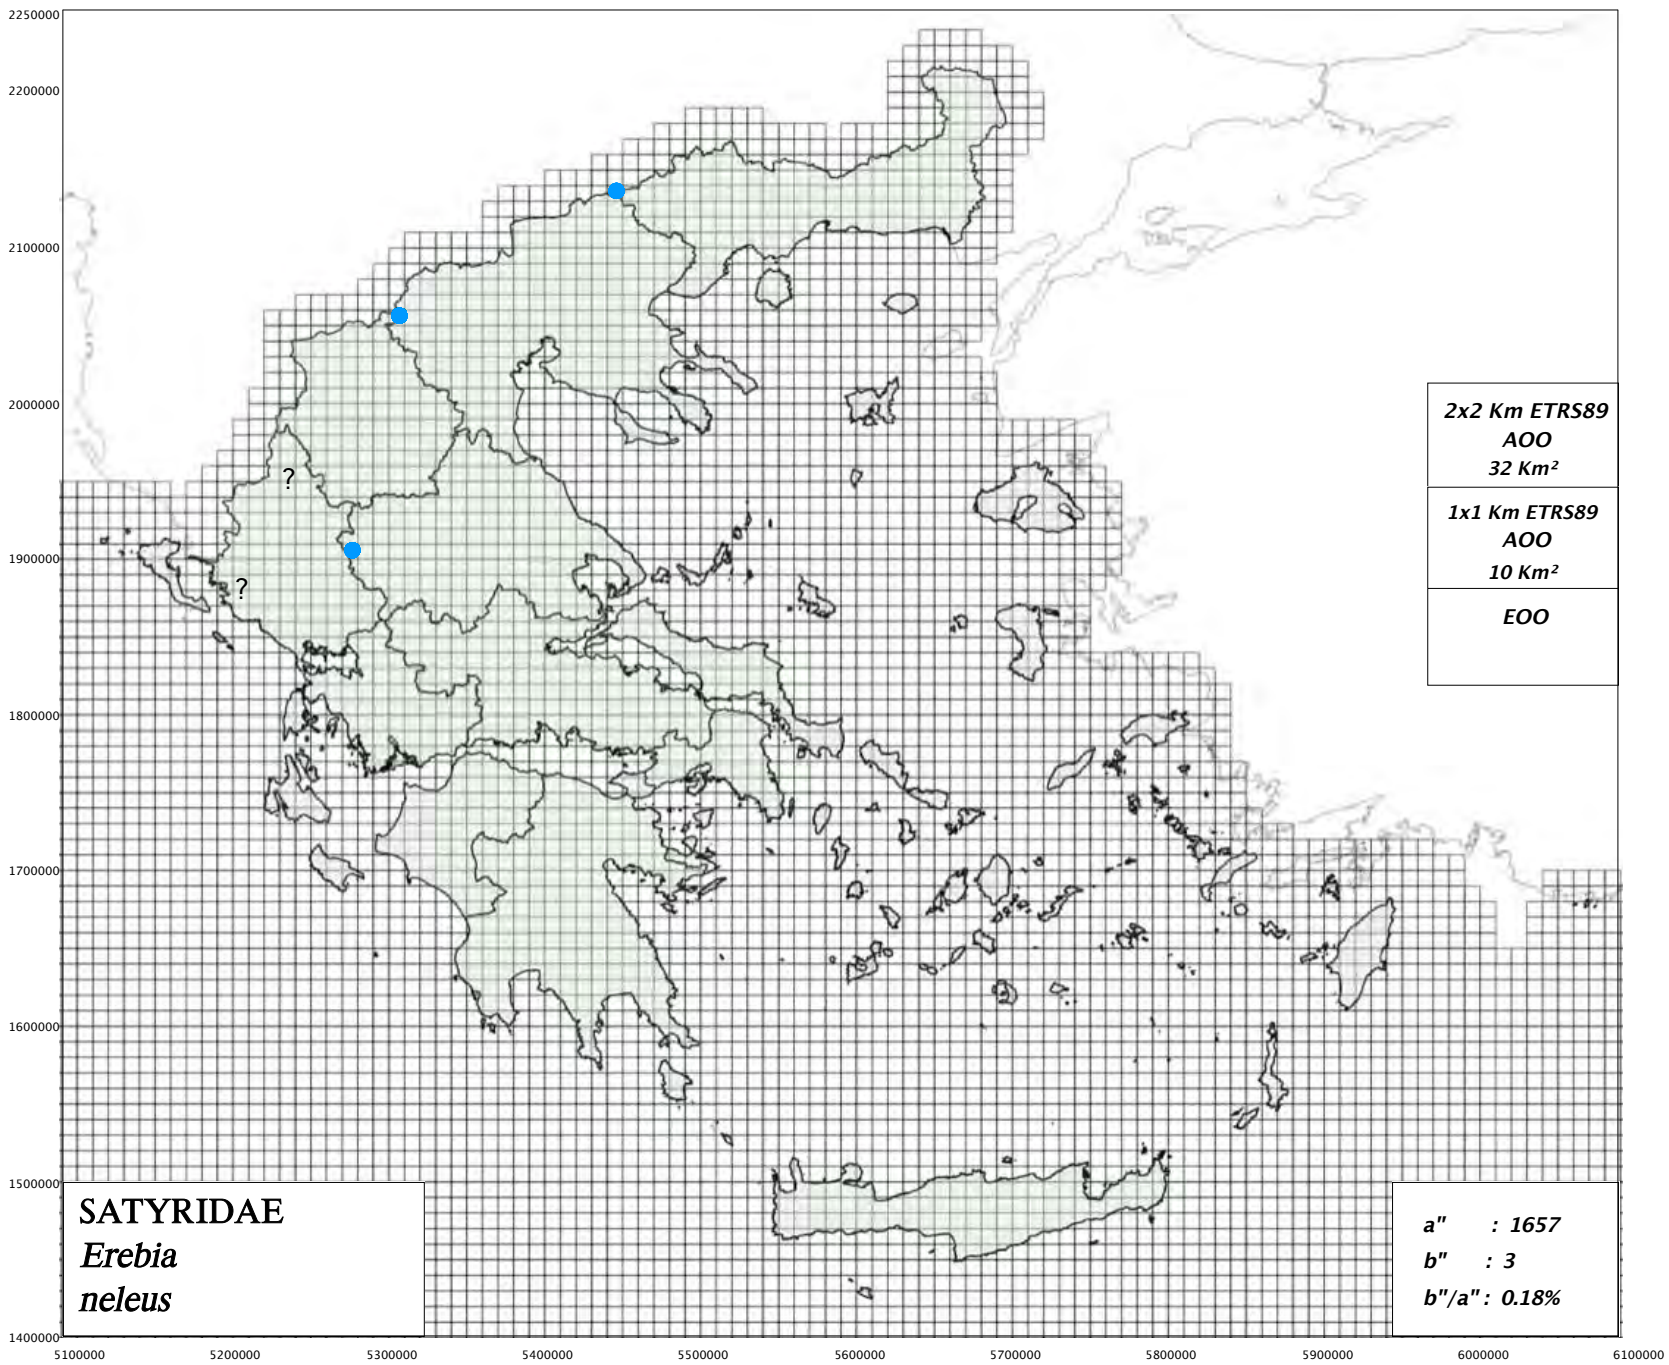 2250000
2200000
2100000
2000000
1900000
1800000
1700000
1600000
1500000
1400000
?
?
2x2 Km ETRS89
AOO
32 Km²
1x1 Km ETRS89
AOO
10 Km²
EOO
SATYRIDAE
Erebia
neleus
a" : 1657
b" : 3
b"/a" : 0.18%
5100000 5200000 5300000 5400000 5500000 5600000 5700000 5800000 5900000 6000000 6100000